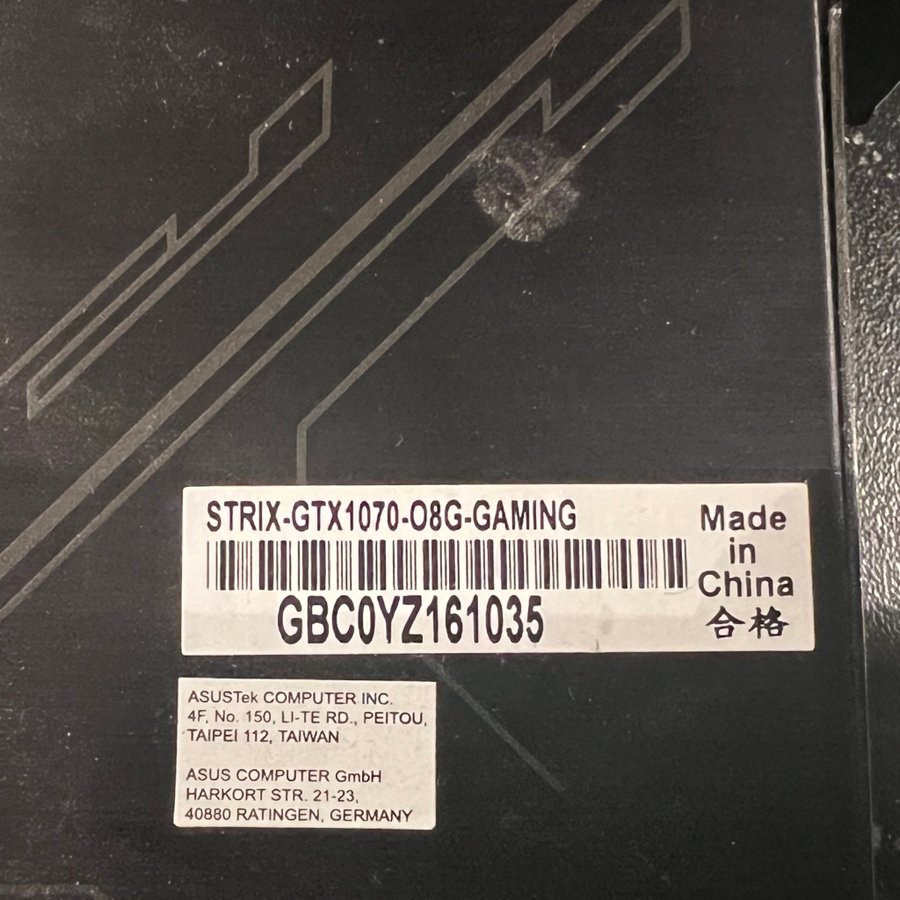 STRIX-GTX1070-O8G-GAMING
GBC0YZ161035
Made
in
China
合格
ASUSTek COMPUTER INC.
4F, No. 150, LI-TE RD., PEITOU,
TAIPEI 112, TAIWAN
ASUS COMPUTER GmbH
HARKORT STR. 21-23,
40880 RATINGEN, GERMANY